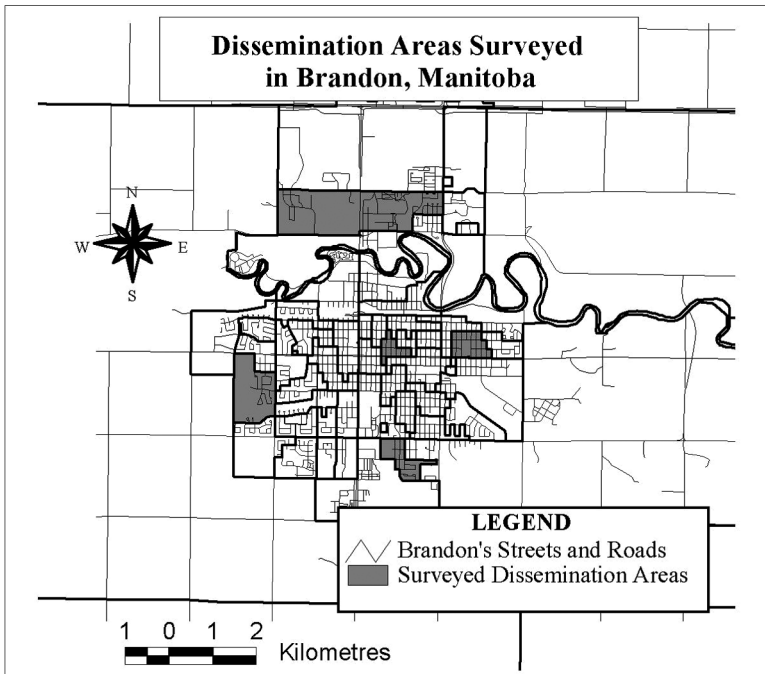 Dissemination Areas Surveyed
in Brandon, Manitoba
N
W E
S
LEGEND
Brandon's Streets and Roads
Surveyed Dissemination Areas
1 0 1 2
Kilometres